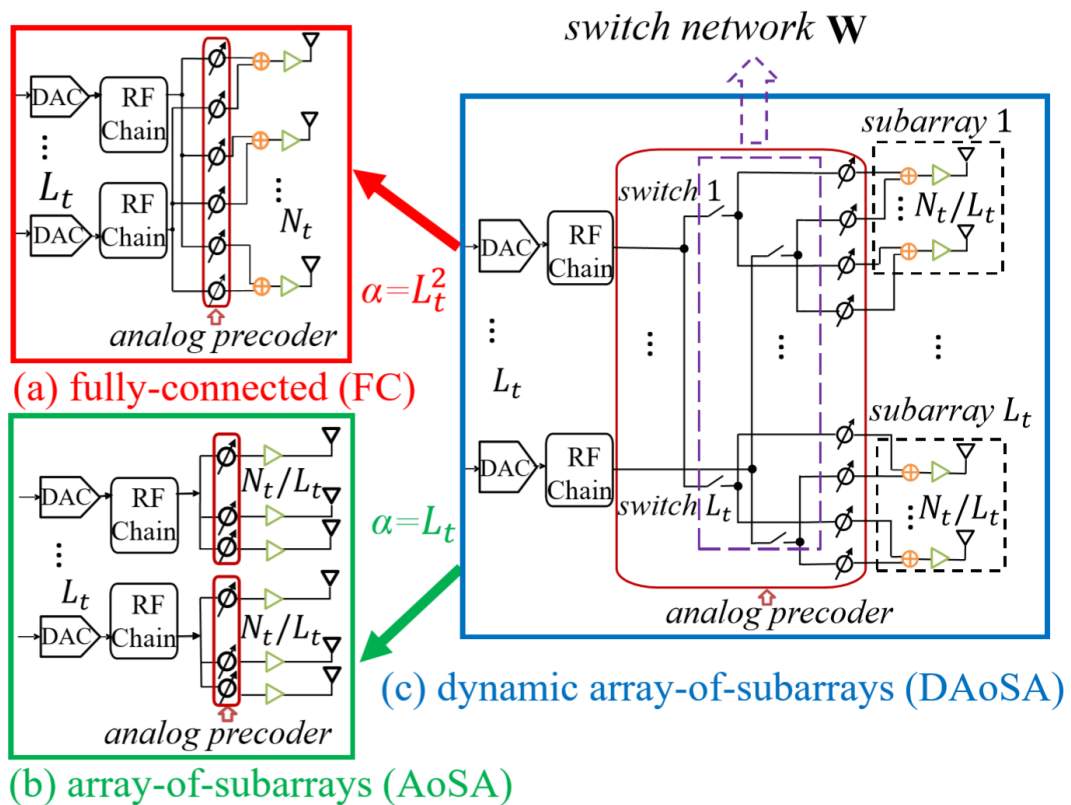 switch network W
DAC
RF
Chain
⋮
L_t
DAC
RF
Chain
⋯
N_t
analog precoder
α=L_t^2
(a) fully-connected (FC)
DAC
RF
Chain
N_t/L_t
⋯
L_t
DAC
RF
Chain
N_t/L_t
analog precoder
α=L_t
(b) array-of-subarrays (AoSA)
subarray 1
switch 1
DAC
RF
Chain
⋮ N_t/L_t
⋮
⋮
⋮
⋮
L_t
subarray L_t
DAC
RF
Chain
switch L_t
⋮ N_t/L_t
analog precoder
(c) dynamic array-of-subarrays (DAoSA)